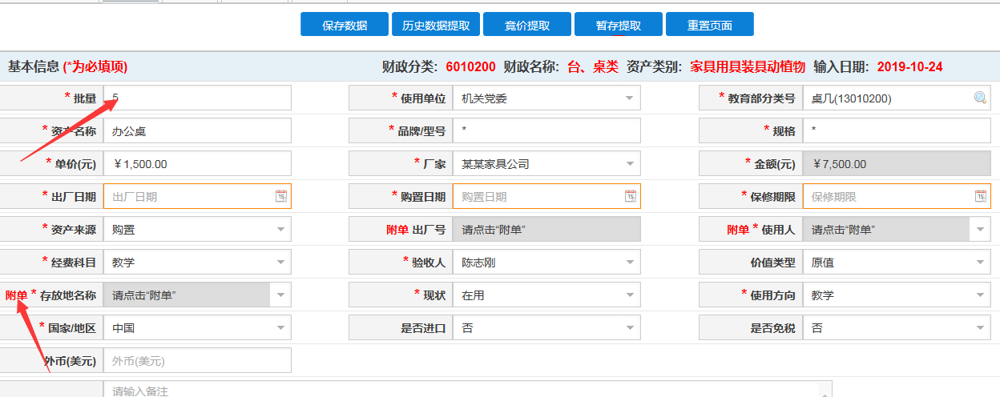 保存数据 历史数据提取 竟价提取 暂存提取 重置页面
基本信息 (*为必填项) 财政分类: 6010200 财政名称: 台、桌类 资产类别: 家具用具装具动植物 输入日期: 2019-10-24
* 批量 5 * 使用单位 机关党委 * 教育部分类号 桌几(13010200)
* 资产名称 办公桌 * 品牌/型号 * * 规格 *
* 单价(元) ￥1,500.00 * 厂家 某某家具公司 * 金额(元) ￥7,500.00
* 出厂日期 出厂日期 * 购置日期 购置日期 * 保修期限 保修期限
* 资产来源 购置 附单 出厂号 请点击“附单” 附单 * 使用人 请点击“附单”
* 经费科目 教学 * 验收人 陈志刚 价值类型 原值
附单 * 存放地名称 请点击“附单” * 现状 在用 * 使用方向 教学
* 国家/地区 中国 是否进口 否 是否免税 否
外币(美元) 外币(美元)
请输入备注